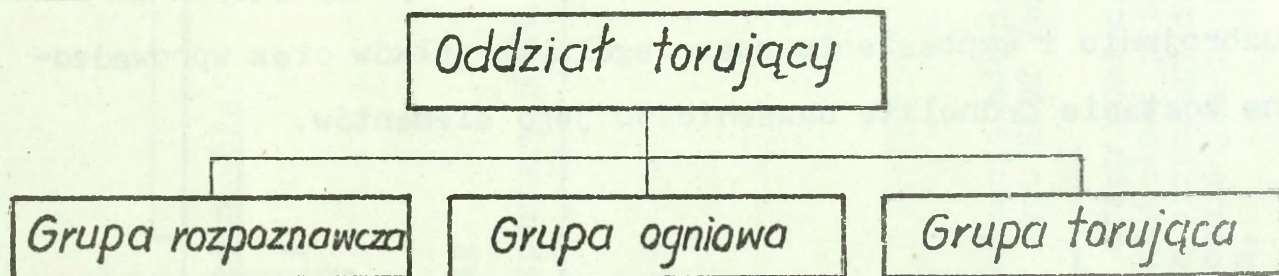 Oddział torujący
Grupa rozpoznawcza
Grupa ogniowa
Grupa torująca